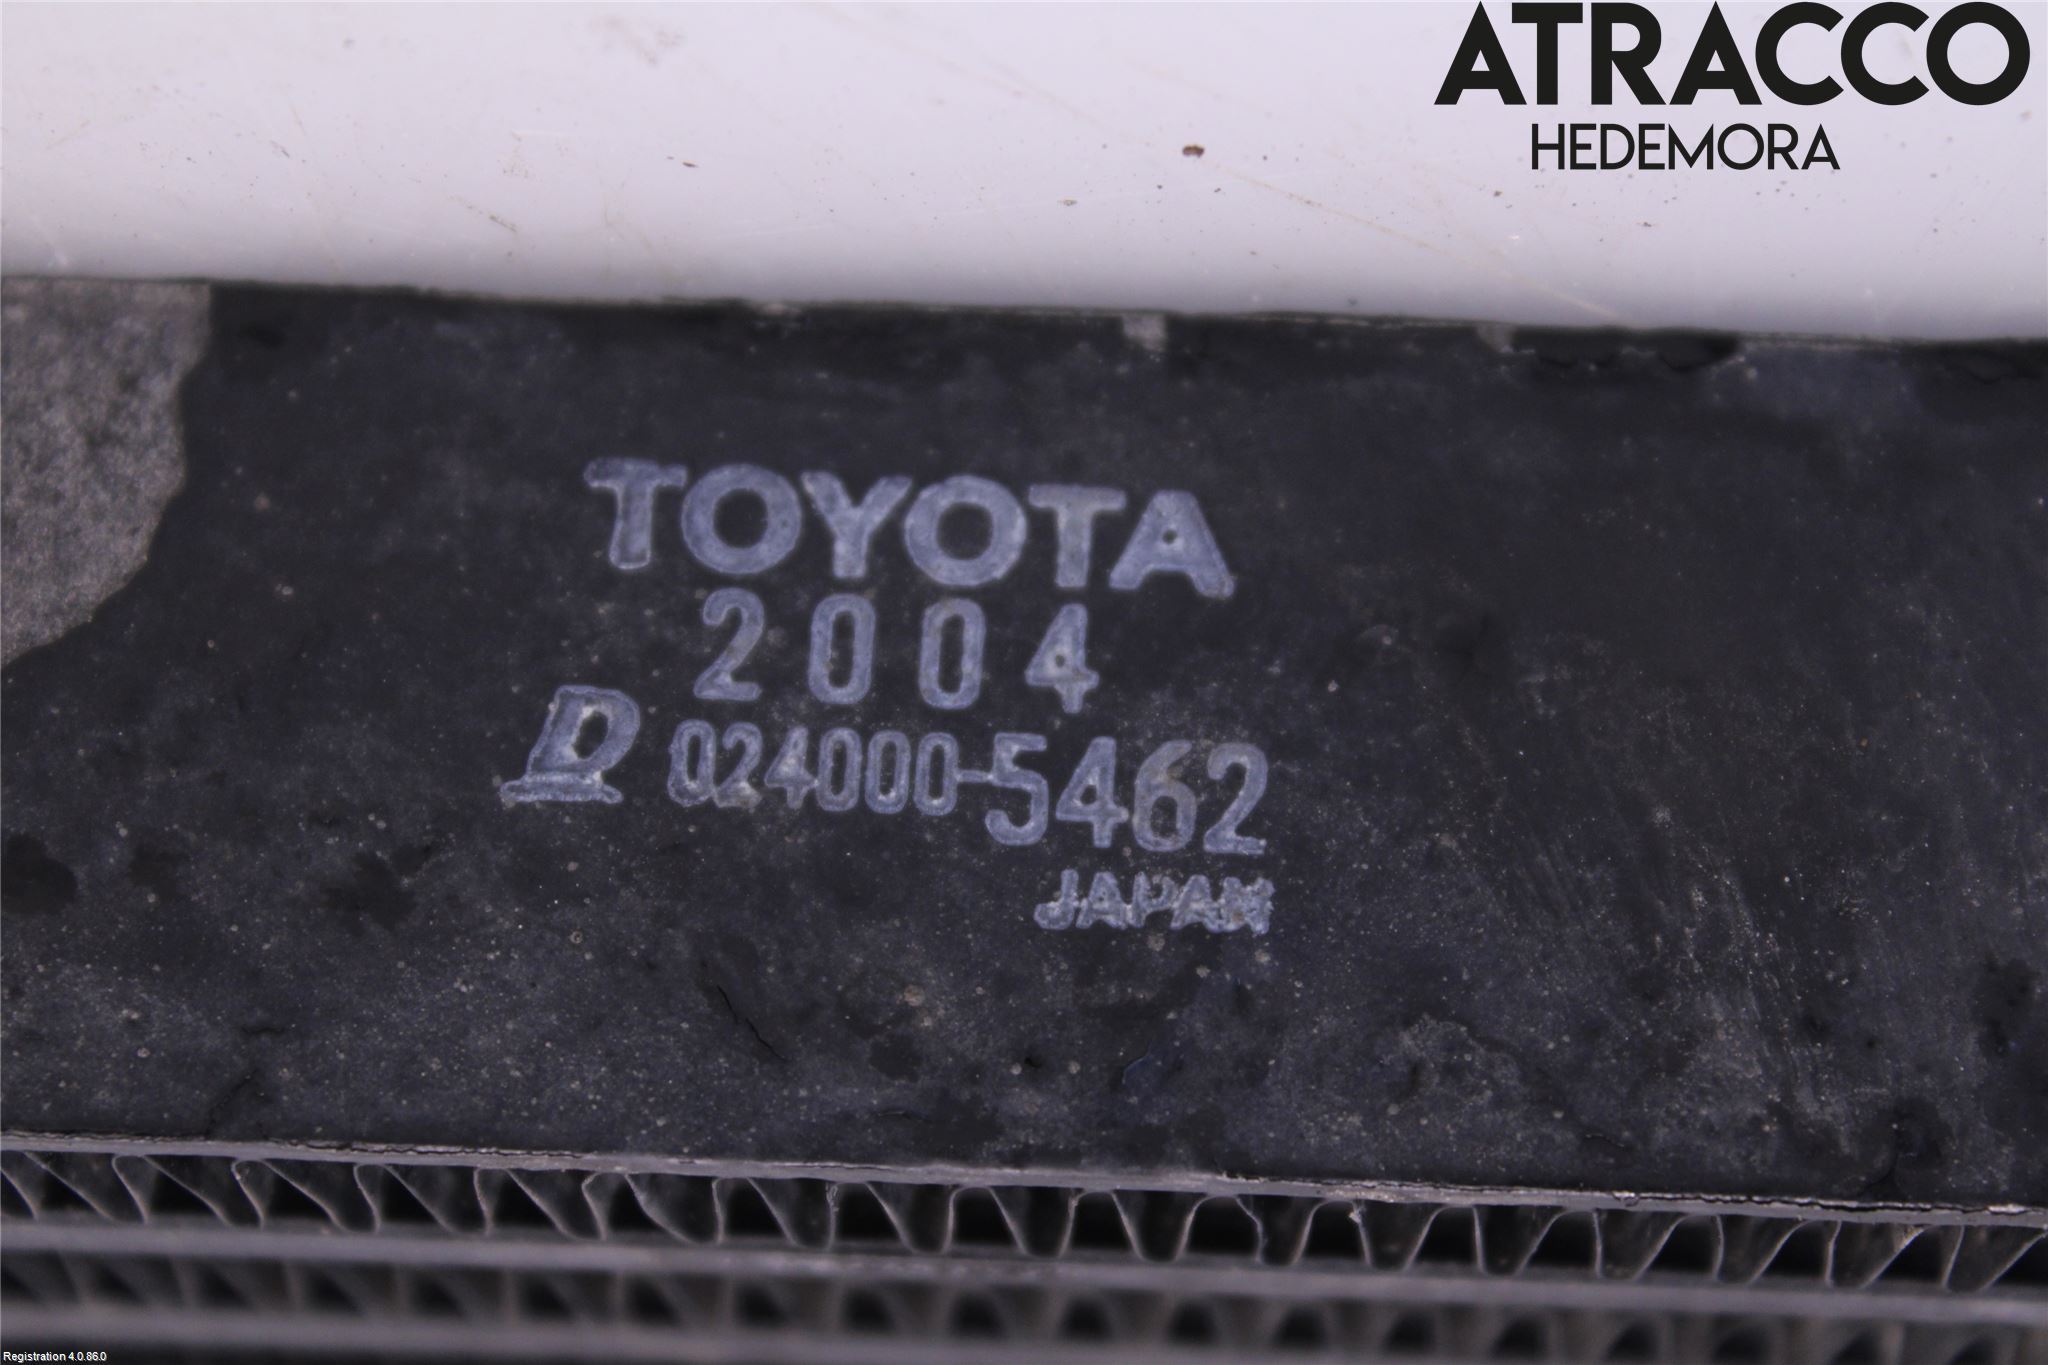 ATRACCO
HEDEMORA
TOYOTA
2004
D 024000-5462
JAPAN
Registration 4.0.86.0